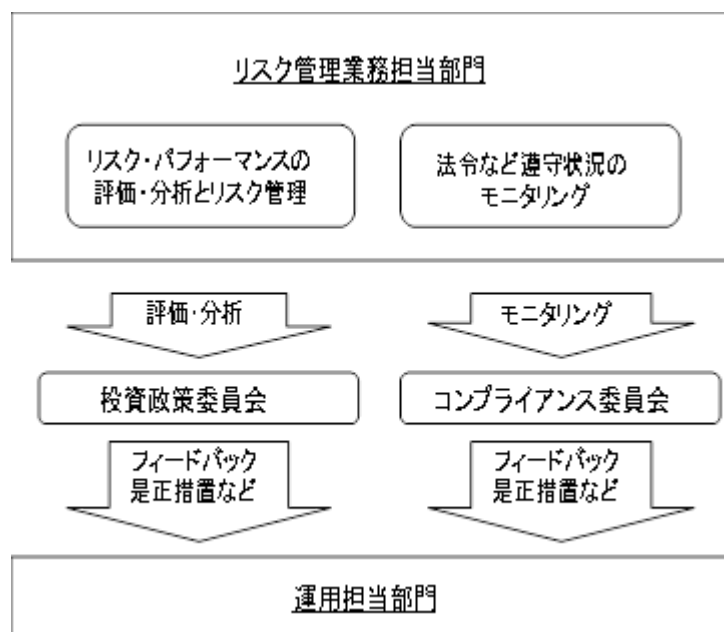 リスク管理業務担当部門
リスク・パフォーマンスの
評価・分析とリスク管理
法令など遵守状況の
モニタリング
評価・分析
モニタリング
投資政策委員会
コンプライアンス委員会
フィードバック
是正措置など
フィードバック
是正措置など
運用担当部門